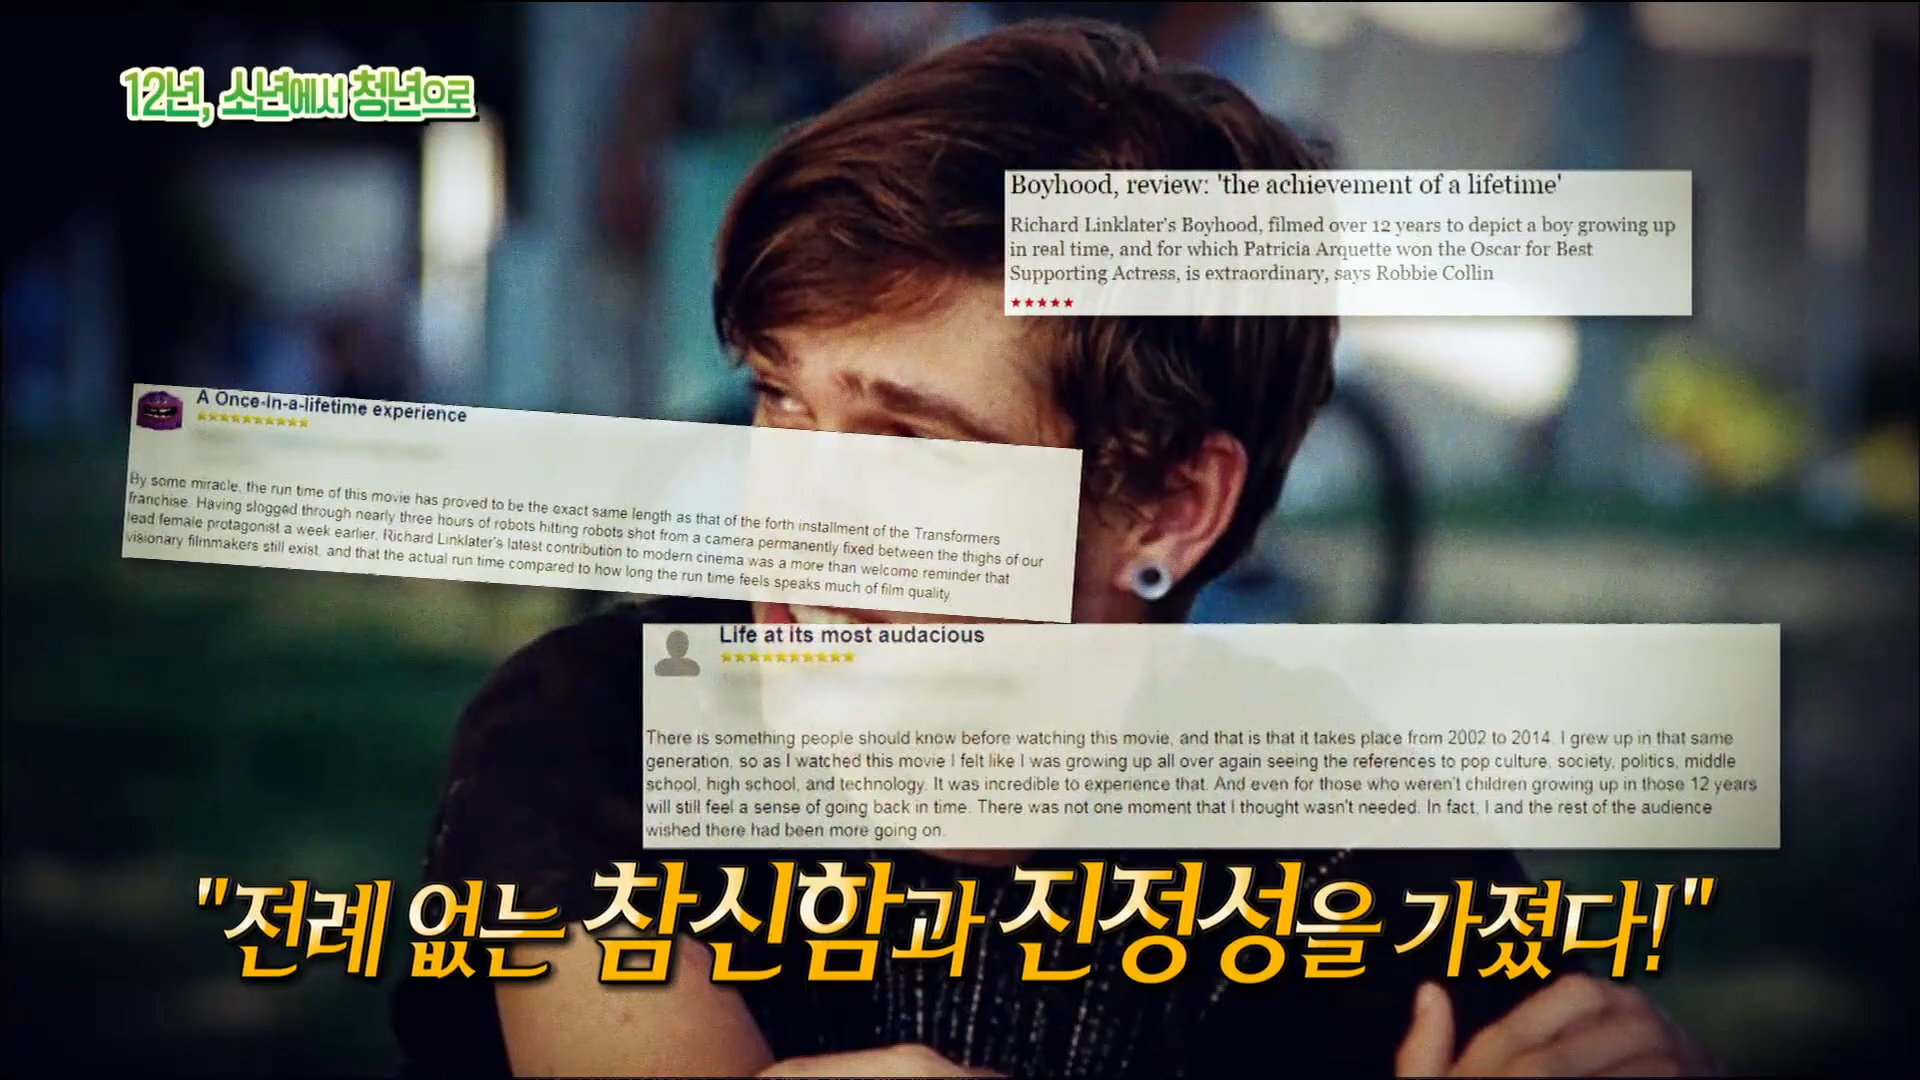 12년, 소년에서 청년으로
Boyhood, review: 'the achievement of a lifetime'
Richard Linklater's Boyhood, filmed over 12 years to depict a boy growing up
in real time, and for which Patricia Arquette won the Oscar for Best
Supporting Actress, is extraordinary, says Robbie Collin
★★★★★
A Once-In-a-lifetime experience
★★★★★★★★★★
By some miracle, the run time of this movie has proved to be the exact same length as that of the forth installment of the Transformers
franchise. Having slogged through nearly three hours of robots hitting robots shot from a camera permanently fixed between the thighs of our
lead female protagonist a week earlier, Richard Linklater's latest contribution to modern cinema was a more than welcome reminder that
visionary filmmakers still exist, and that the actual run time compared to how long the run time feels speaks much of film quality.
Life at its most audacious
★★★★★★★★★★
There is something people should know before watching this movie, and that is that it takes place from 2002 to 2014. I grew up in that same
generation, so as I watched this movie I felt like I was growing up all over again seeing the references to pop culture, society, politics, middle
school, high school, and technology. It was incredible to experience that. And even for those who weren't children growing up in those 12 years
will still feel a sense of going back in time. There was not one moment that I thought wasn't needed. In fact, I and the rest of the audience
wished there had been more going on.
"전례 없는 참신함과 진정성을 가졌다!"